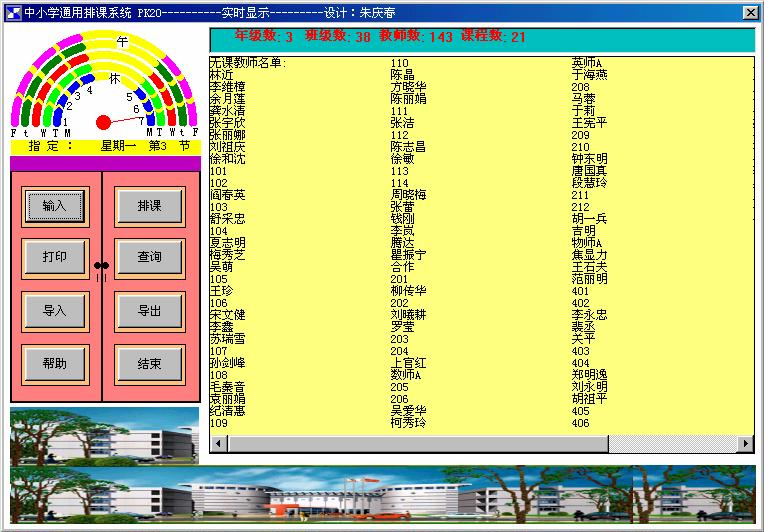 中小学通用排课系统 PK20----------实时显示---------设计：朱庆春
年级数: 3 班级数: 38 教师数: 143 课程数: 21
午
休
4
3
2
1
5
6
7
F t W T M
M T W t F
指 定 ： 星期一 第3 节
输入
排课
打印
查询
导入
导出
帮助
结束
无课教师名单:
林近
李维樟
余月莲
龚水清
张宇欣
张丽娜
刘祖庆
徐和沈
101
102
阎春英
103
舒采忠
104
夏志明
梅秀芝
吴萌
105
王珍
106
宋文健
李鑫
苏瑞雪
107
孙剑峰
108
毛秦音
袁丽娟
纪清惠
109
110
陈晶
方晓华
陈丽娟
111
张洁
112
陈志昌
徐敏
113
114
周晓梅
张蕾
钱刚
李岚
腾达
瞿振宇
合作
201
柳传华
202
刘曦耕
罗莹
203
204
上官红
数师A
205
206
吴爱华
柯秀玲
英师A
于海燕
208
马蓉
于莉
王宪平
209
210
钟东明
唐国真
段慧玲
211
212
胡一兵
吉明
物师A
焦显力
王石夫
范丽明
401
402
李永忠
裴丞
关平
403
404
郑明逸
刘永明
胡祖平
405
406